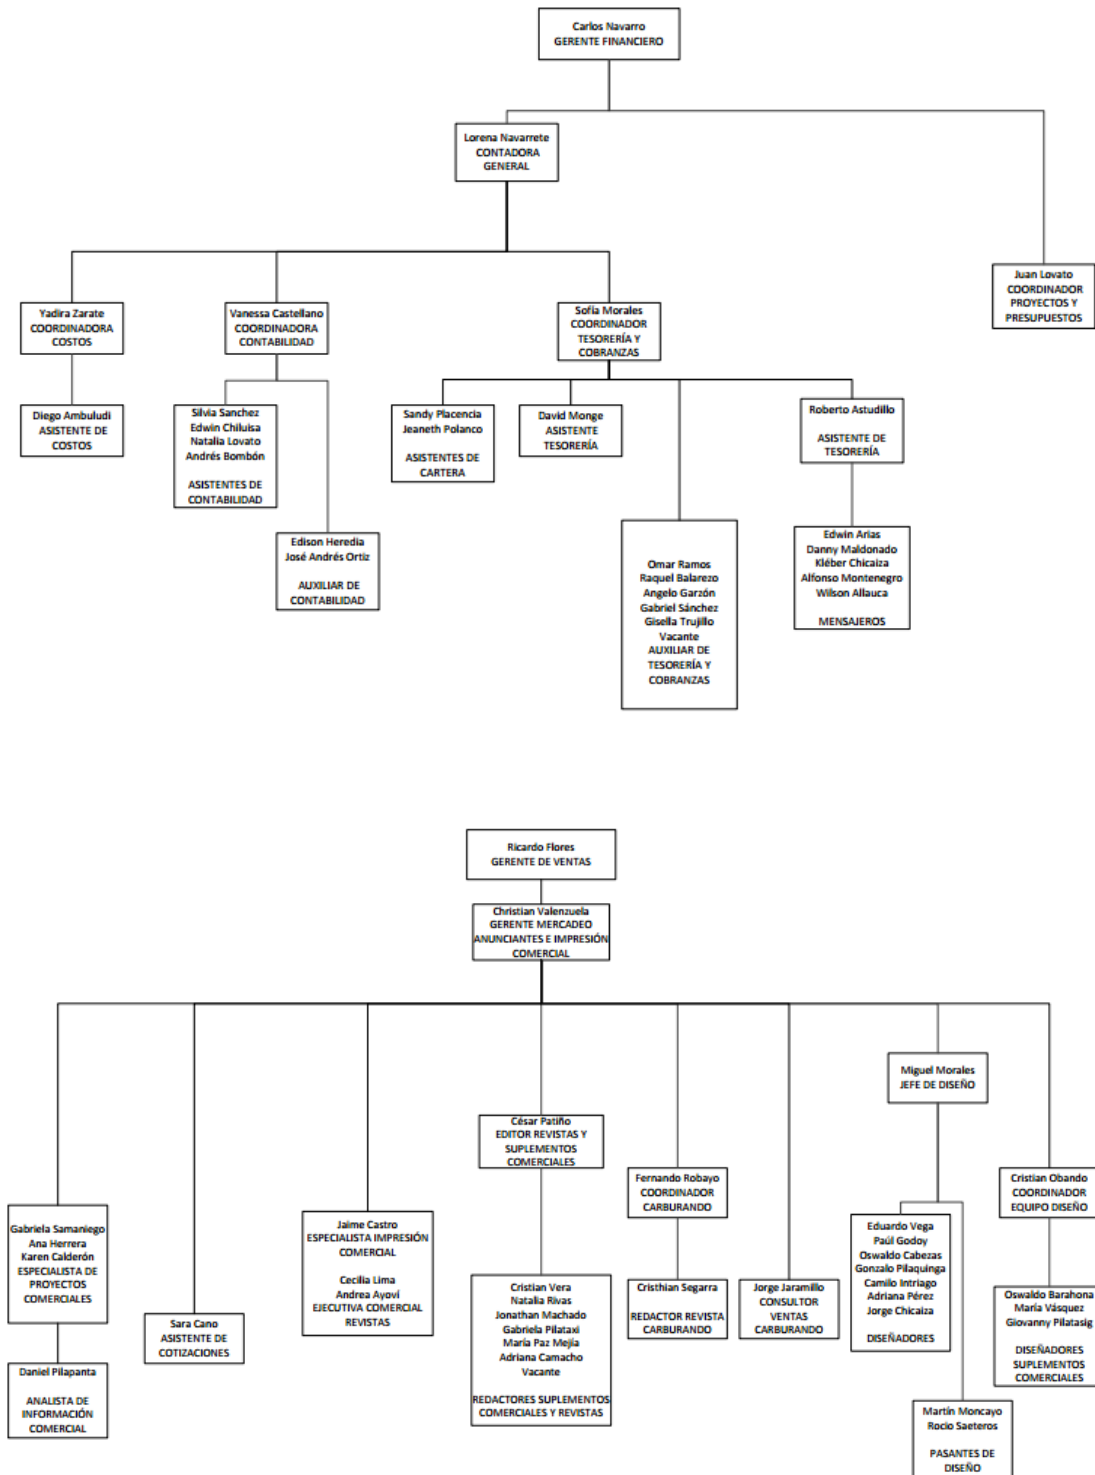 Carlos Navarro
GERENTE FINANCIERO
Lorena Navarrete
CONTADORA
GENERAL
Juan Lovato
COORDINADOR
PROYECTOS Y
PRESUPUESTOS
Yadira Zarate
COORDINADORA
COSTOS
Vanessa Castellano
COORDINADORA
CONTABILIDAD
Sofía Morales
COORDINADOR
TESORERÍA Y
COBRANZAS
Diego Ambuludi
ASISTENTE DE
COSTOS
Silvia Sanchez
Edwin Chiluisa
Natalia Lovato
Andrés Bombón
ASISTENTES DE
CONTABILIDAD
Sandy Placencia
Jeaneth Polanco
ASISTENTES DE
CARTERA
David Monge
ASISTENTE
TESORERÍA
Roberto Astudillo
ASISTENTE DE
TESORERÍA
Edison Heredia
José Andrés Ortiz
AUXILIAR DE
CONTABILIDAD
Omar Ramos
Raquel Balarezo
Angelo Garzón
Gabriel Sánchez
Gisella Trujillo
Vacante
AUXILIAR DE
TESORERÍA Y
COBRANZAS
Edwin Arias
Danny Maldonado
Kléber Chicaiza
Alfonso Montenegro
Wilson Allauca
MENSAJEROS
Ricardo Flores
GERENTE DE VENTAS
Christian Valenzuela
GERENTE MERCADEO
ANUNCIANTES E IMPRESIÓN
COMERCIAL
Miguel Morales
JEFE DE DISEÑO
César Patiño
EDITOR REVISTAS Y
SUPLEMENTOS
COMERCIALES
Fernando Robayo
COORDINADOR
CARBURANDO
Cristian Obando
COORDINADOR
EQUIPO DISEÑO
Gabriela Samaniego
Ana Herrera
Karen Calderón
ESPECIALISTA DE
PROYECTOS
COMERCIALES
Sara Cano
ASISTENTE DE
COTIZACIONES
Jaime Castro
ESPECIALISTA IMPRESIÓN
COMERCIAL
Cecilia Lima
Andrea Ayoví
EJECUTIVA COMERCIAL
REVISTAS
Cristian Vera
Natalia Rivas
Jonathan Machado
Gabriela Pilataxi
María Paz Mejía
Adriana Camacho
Vacante
REDACTORES SUPLEMENTOS
COMERCIALES Y REVISTAS
Cristhian Segarra
REDACTOR REVISTA
CARBURANDO
Jorge Jaramillo
CONSULTOR
VENTAS
CARBURANDO
Eduardo Vega
Paúl Godoy
Oswaldo Cabezas
Gonzalo Pilaquinga
Camilo Intriago
Adriana Pérez
Jorge Chicaiza
DISEÑADORES
Oswaldo Barahona
María Vásquez
Giovanny Pilatasig
DISEÑADORES
SUPLEMENTOS
COMERCIALES
Daniel Pilapanta
ANALISTA DE
INFORMACIÓN
COMERCIAL
Martín Moncayo
Rocio Saeteros
PASANTES DE
DISEÑO